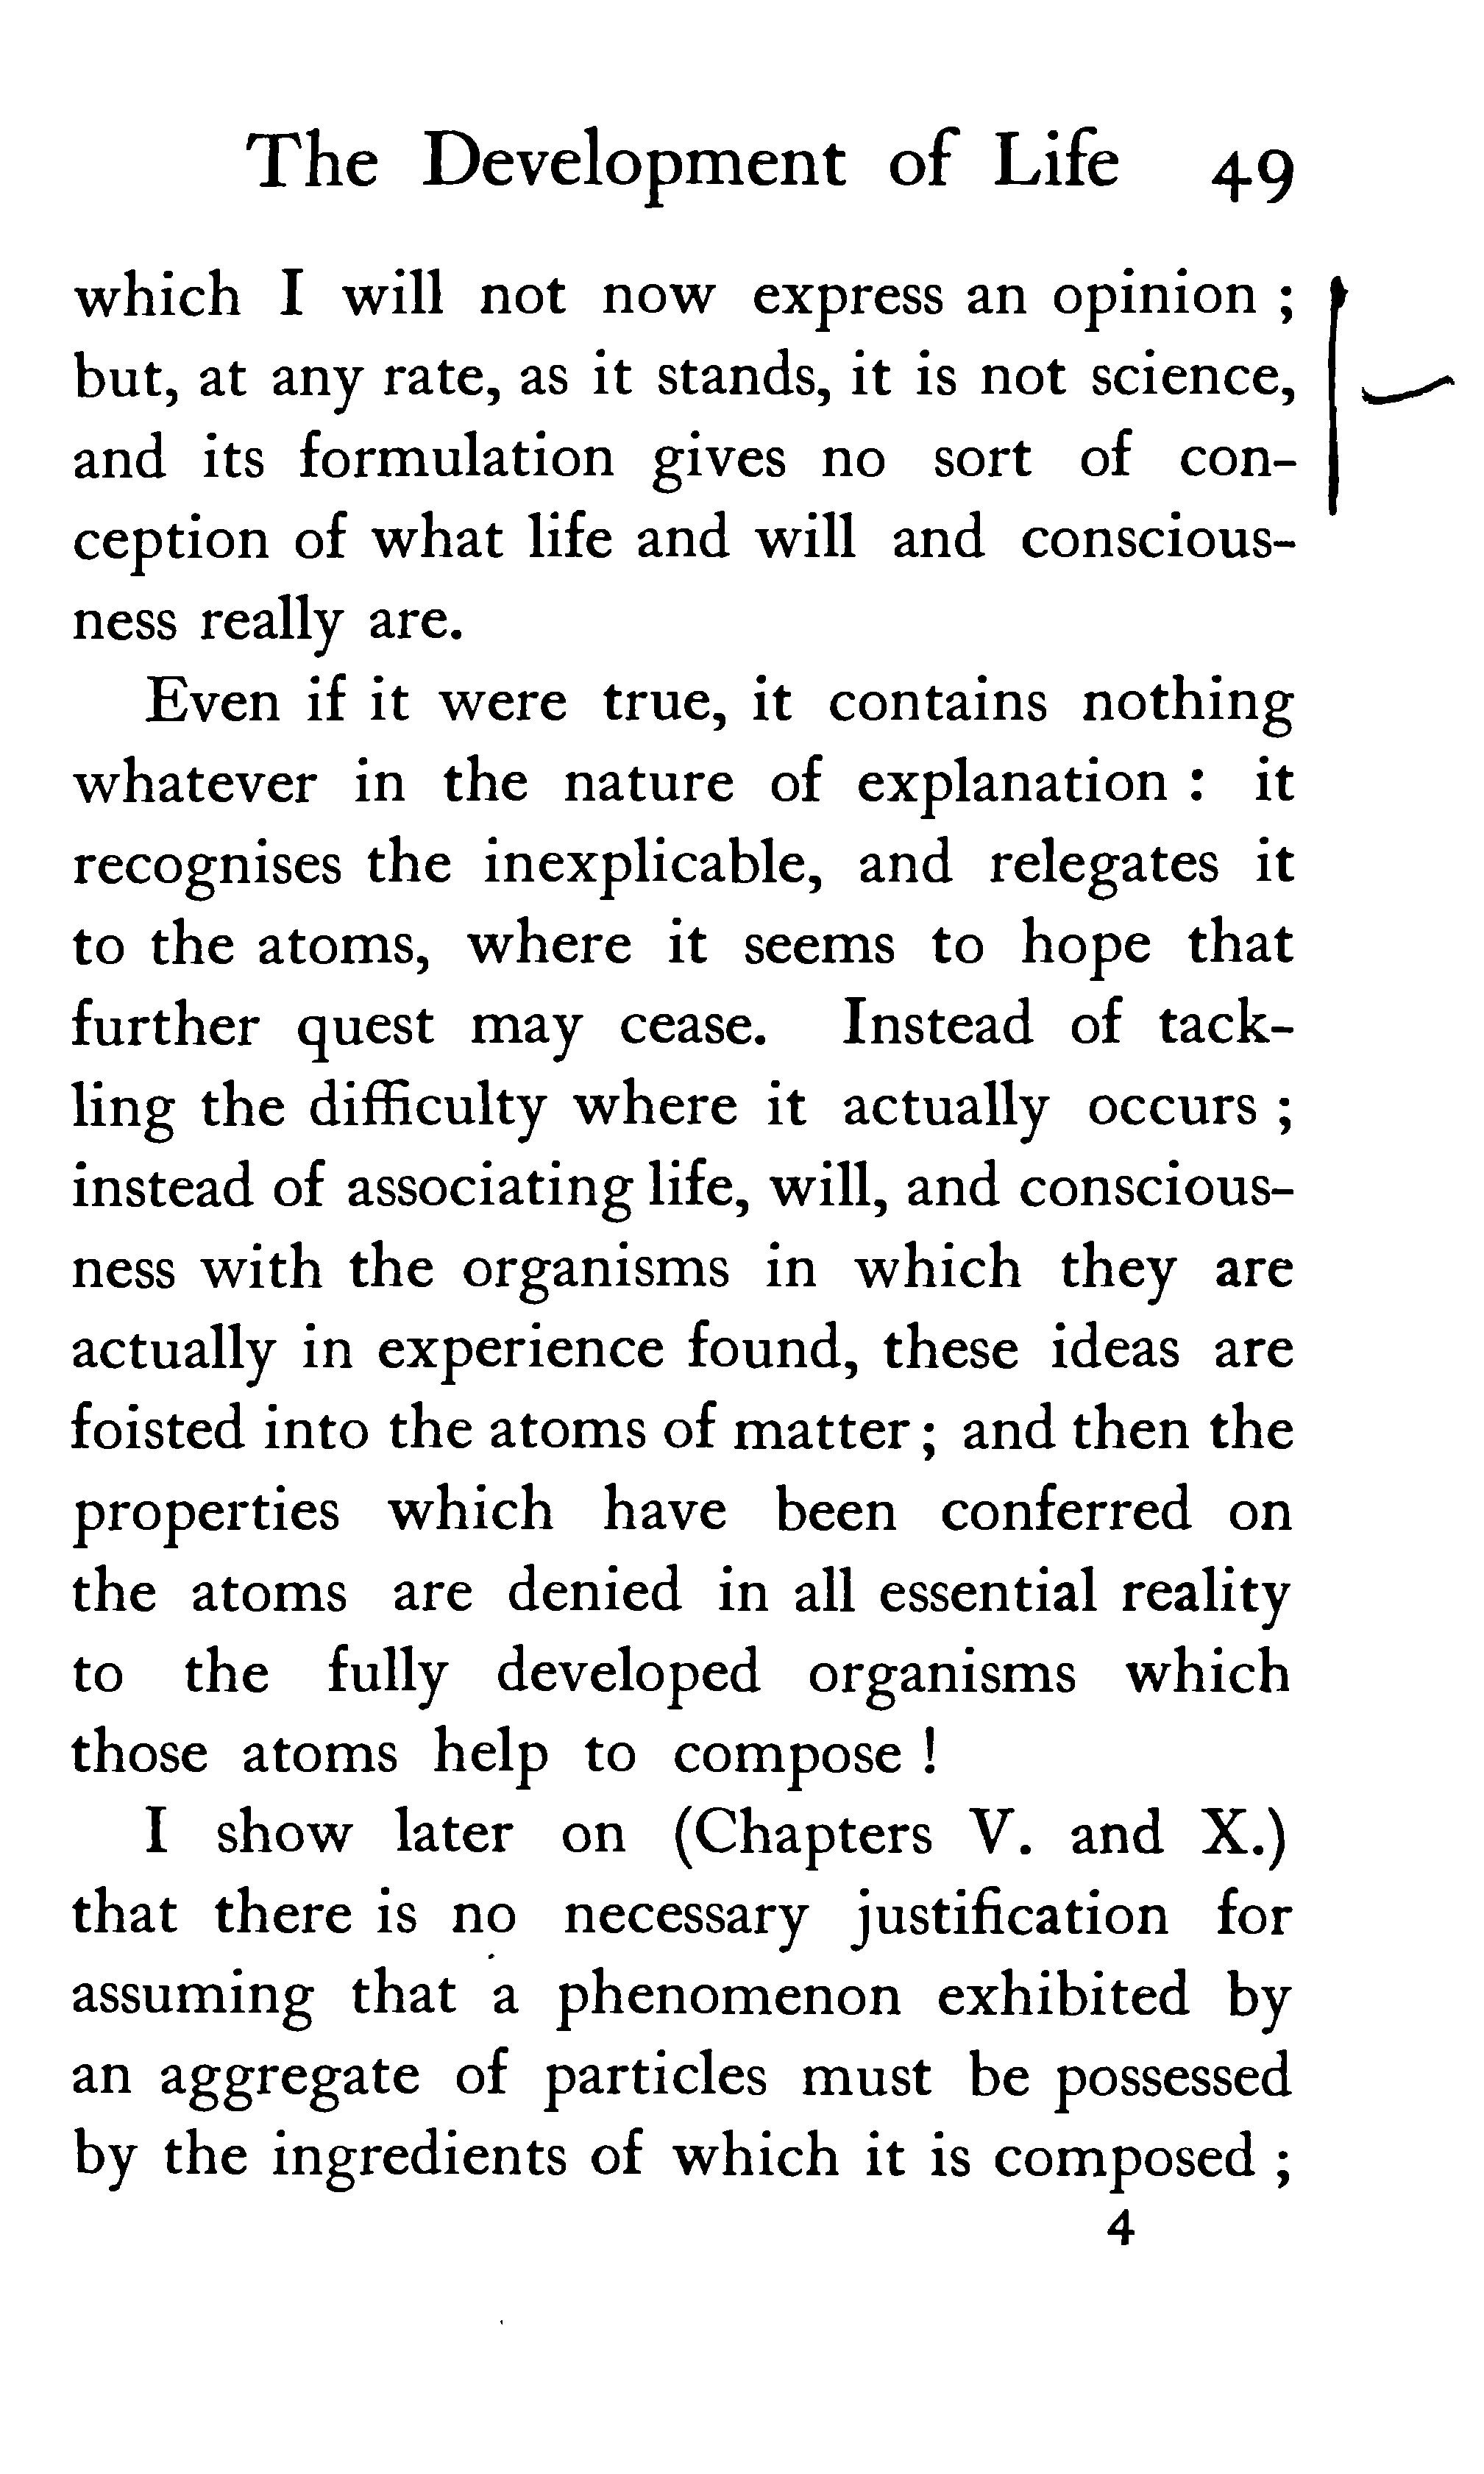 The Development of Life 49
which I will not now express an opinion ;
but, at any rate, as it stands, it is not science,
and its formulation gives no sort of con-
ception of what life and will and conscious-
ness really are.
Even if it were true, it contains nothing
whatever in the nature of explanation : it
recognises the inexplicable, and relegates it
to the atoms, where it seems to hope that
further quest may cease. Instead of tack-
ling the difficulty where it actually occurs ;
instead of associating life, will, and conscious-
ness with the organisms in which they are
actually in experience found, these ideas are
foisted into the atoms of matter ; and then the
properties which have been conferred on
the atoms are denied in all essential reality
to the fully developed organisms which
those atoms help to compose !
I show later on (Chapters V. and X.)
that there is no necessary justification for
assuming that a phenomenon exhibited by
an aggregate of particles must be possessed
by the ingredients of which it is composed ;
4